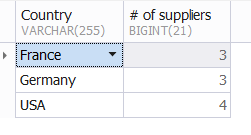 Country # of suppliers
VARCHAR(255) BIGINT(21)
France 3
Germany 3
USA 4